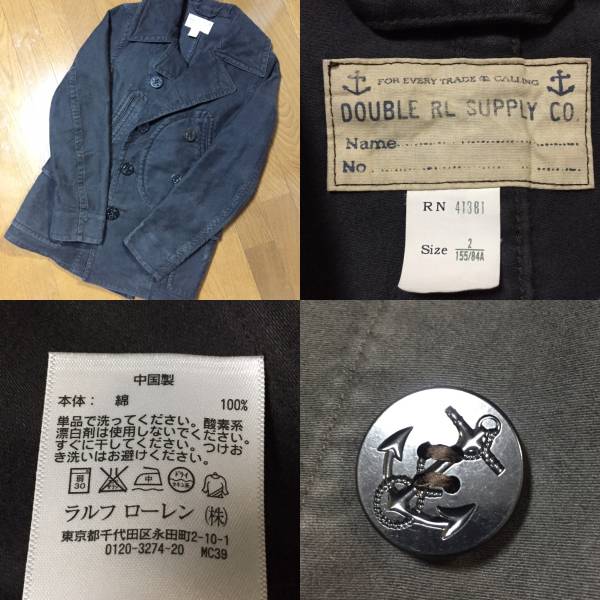 FOR EVERY TRADE & CALLING
DOUBLE RL SUPPLY CO.
Name
No
RN 41381
Size 2
155/84A
中国製
本体: 綿 100%
単品で洗ってください。酸素系
漂白剤は使用しないでください。
すぐに干してください。つけお
き洗いはお避けください。
弱
30
中
ドライ
セキユ系
ラルフ ローレン(株)
東京都千代田区永田町2-10-1
0120-3274-20 MC39